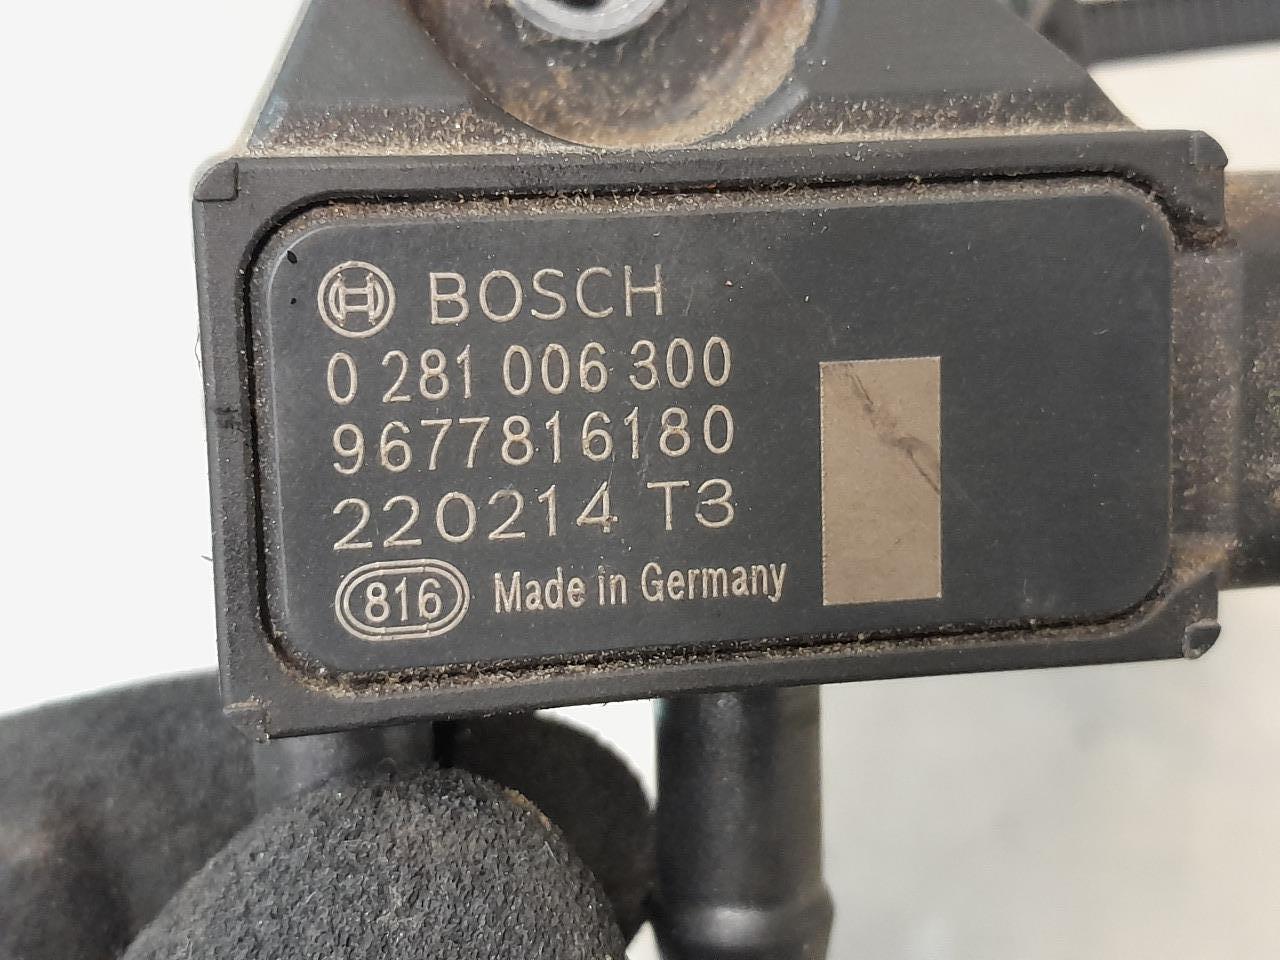 BOSCH
0 281 006 300
9677816180
220214 T3
816 Made in Germany